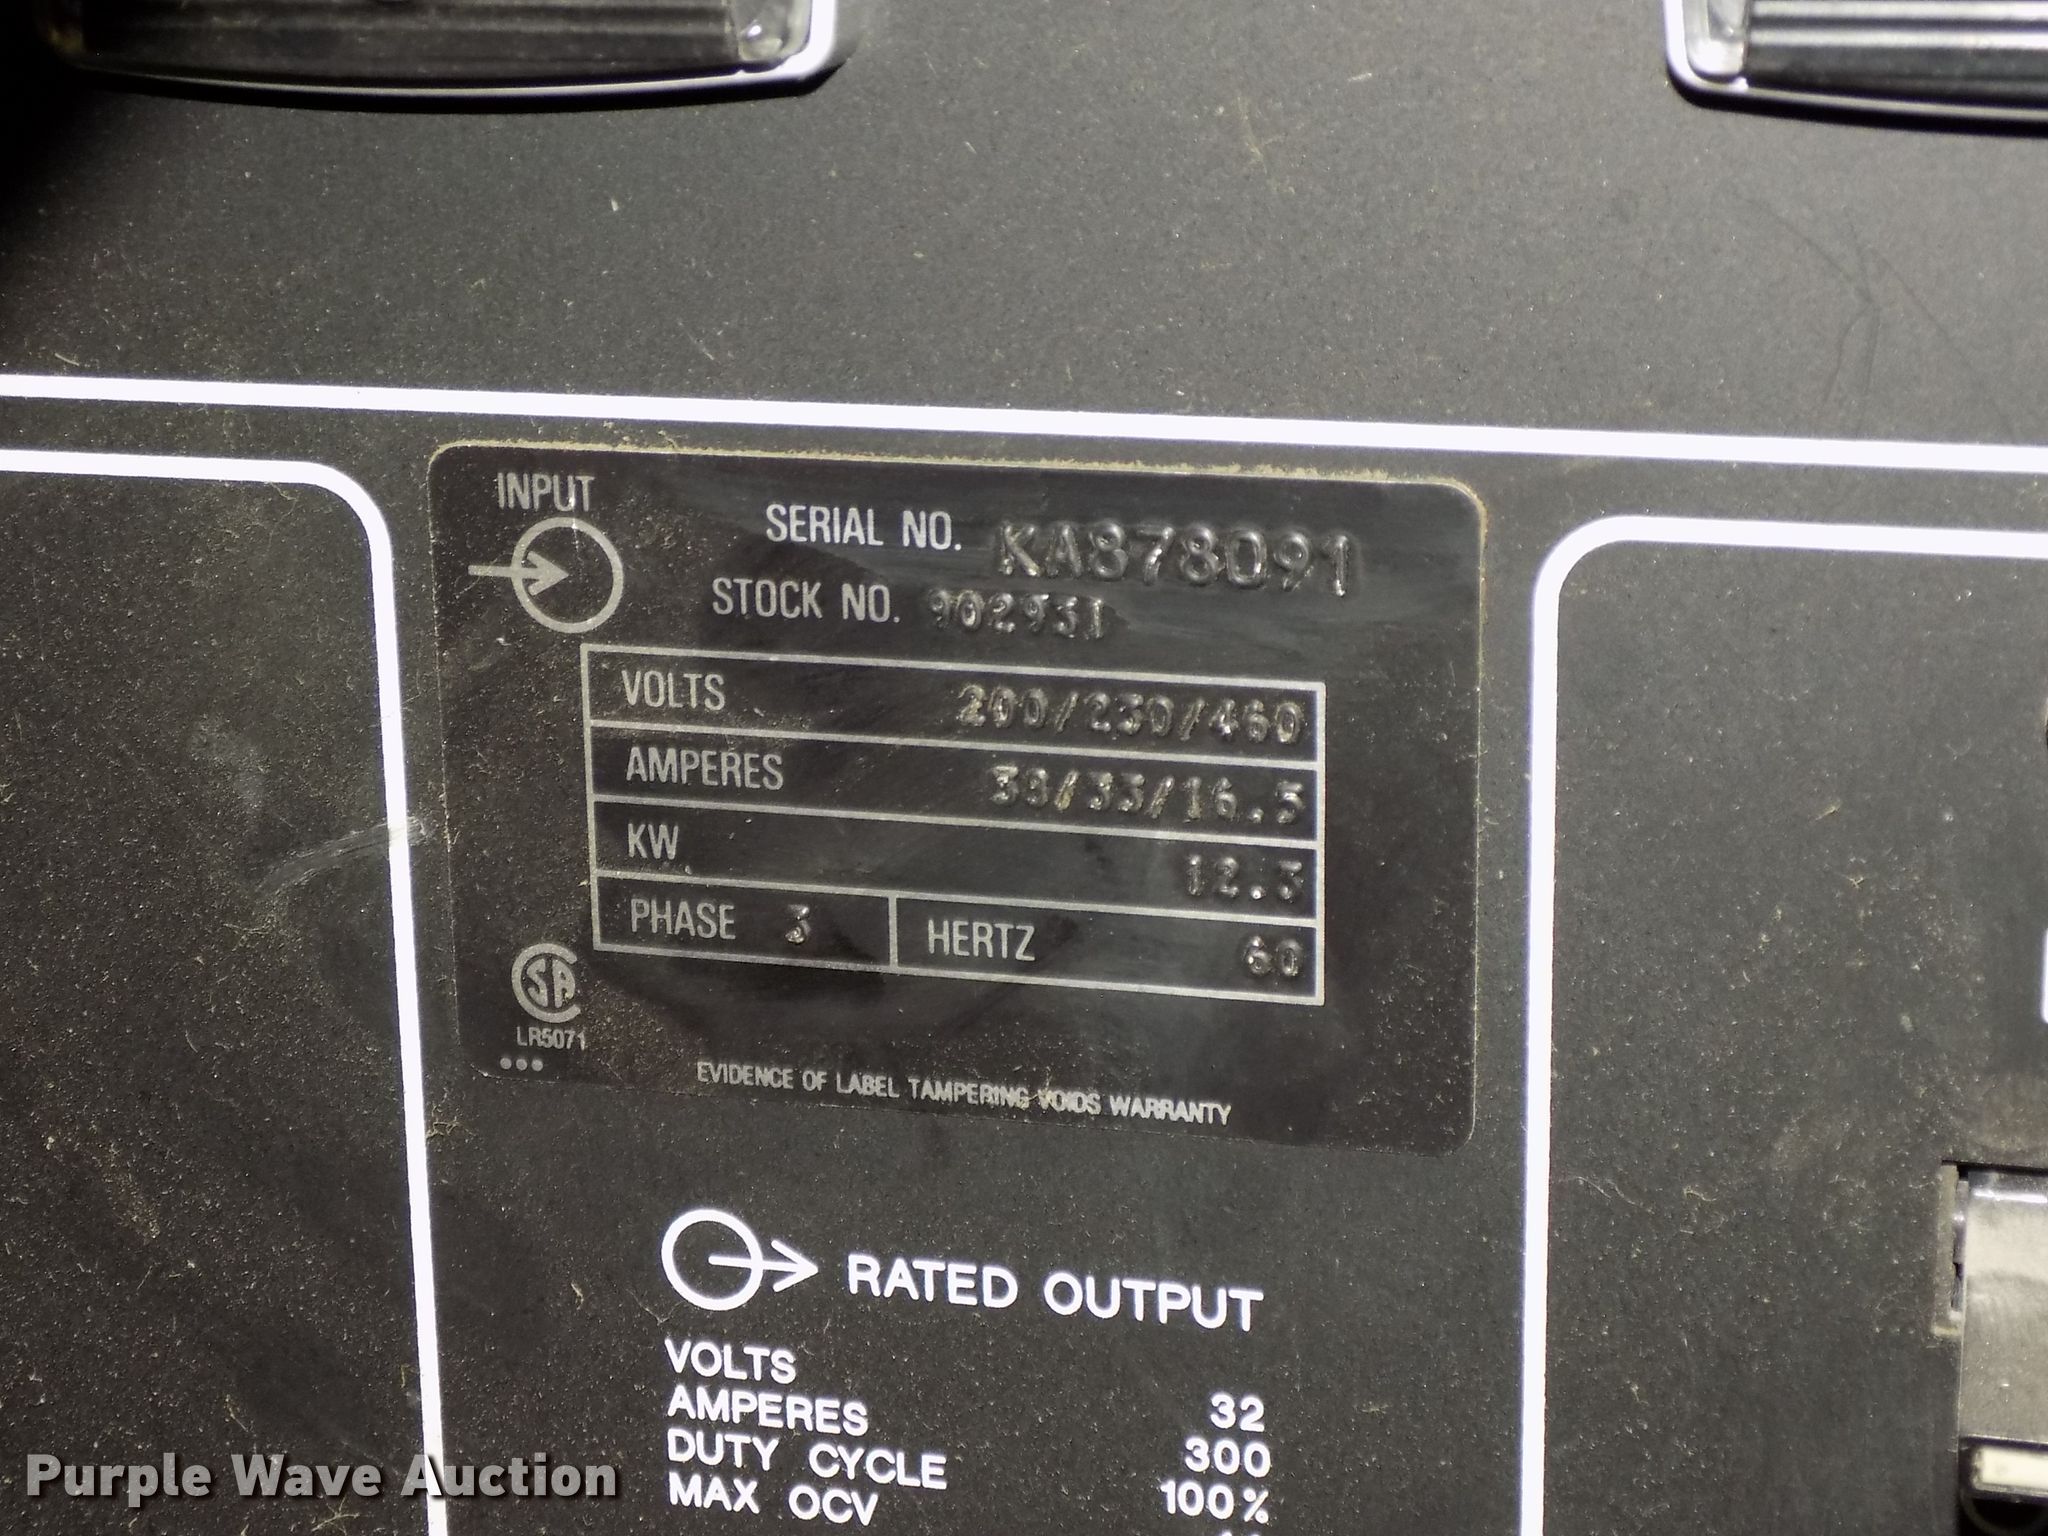 INPUT
SERIAL NO. KA878091
STOCK NO. 902931
VOLTS 200/230/460
AMPERES 38/33/16.5
KW 12.3
PHASE 3 HERTZ 60
SA
LR5071
EVIDENCE OF LABEL TAMPERING VOIDS WARRANTY
RATED OUTPUT
VOLTS 32
AMPERES 300
DUTY CYCLE 100%
MAX OCV
Purple Wave Auction